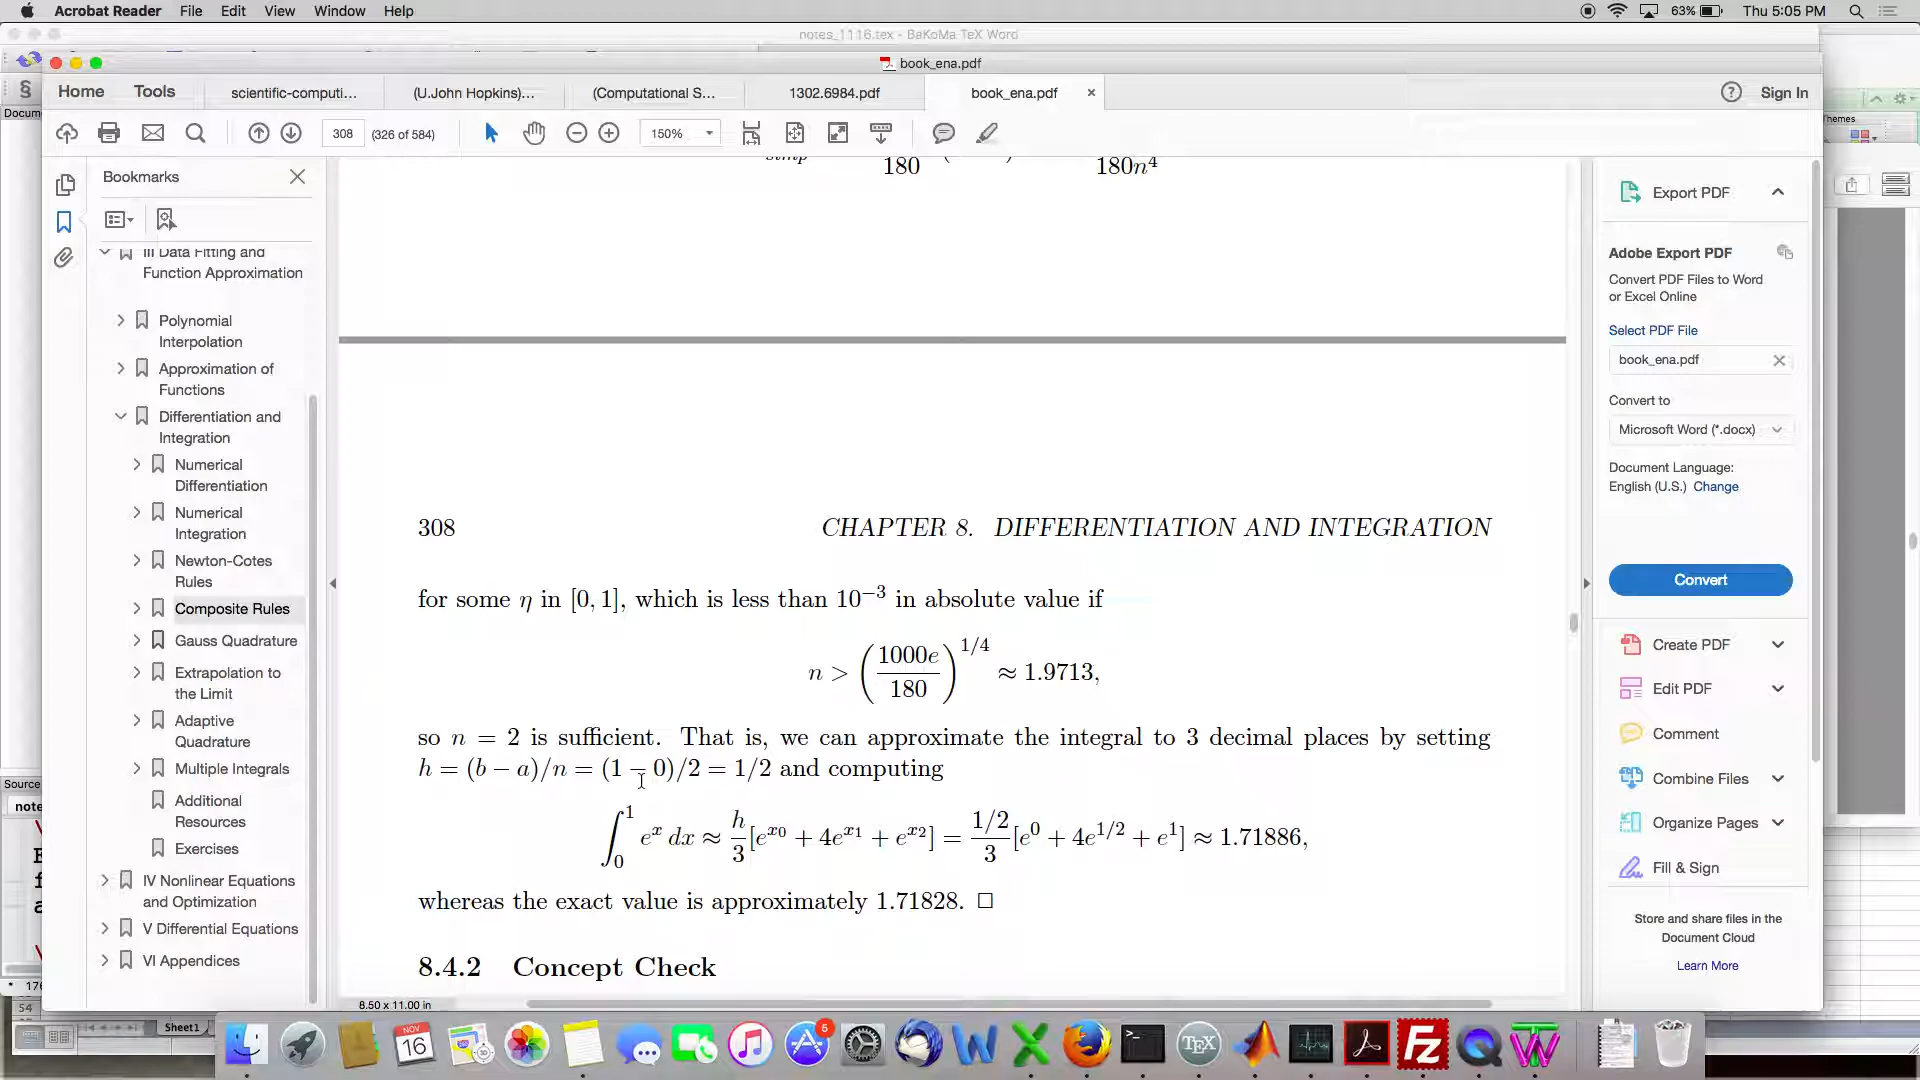 Acrobat Reader File Edit View Window Help 63% Thu 5:05 PM
notes_1116.tex - BaKoMa TeX Word
book_ena.pdf
Home Tools scientific-computi... (U.John Hopkins)... (Computational S... 1302.6984.pdf book_ena.pdf × ? Sign In
308 (326 of 584) 150%
Docum
Themes
Bookmarks
III Data Fitting and
Function Approximation
Polynomial
Interpolation
Approximation of
Functions
Differentiation and
Integration
Numerical
Differentiation
Numerical
Integration
Newton-Cotes
Rules
Composite Rules
Gauss Quadrature
Extrapolation to
the Limit
Adaptive
Quadrature
Multiple Integrals
Additional
Resources
Exercises
IV Nonlinear Equations
and Optimization
V Differential Equations
VI Appendices
Source
note
176
54
Sheet1
180 180n⁴
308 CHAPTER 8. DIFFERENTIATION AND INTEGRATION
for some η in [0, 1], which is less than 10⁻³ in absolute value if
n > (1000e/180)^{1/4} ≈ 1.9713,
so n = 2 is sufficient. That is, we can approximate the integral to 3 decimal places by setting
h = (b − a)/n = (1 − 0)/2 = 1/2 and computing
∫₀¹ eˣ dx ≈ h/3 [e^{x₀} + 4e^{x₁} + e^{x₂}] = (1/2)/3 [e⁰ + 4e^{1/2} + e¹] ≈ 1.71886,
whereas the exact value is approximately 1.71828. □
8.4.2 Concept Check
8.50 x 11.00 in
Export PDF
Adobe Export PDF
Convert PDF Files to Word
or Excel Online
Select PDF File
book_ena.pdf
Convert to
Microsoft Word (*.docx)
Document Language:
English (U.S.) Change
Convert
Create PDF
Edit PDF
Comment
Combine Files
Organize Pages
Fill & Sign
Store and share files in the
Document Cloud
Learn More
NOV
16
5
TEX
Fz